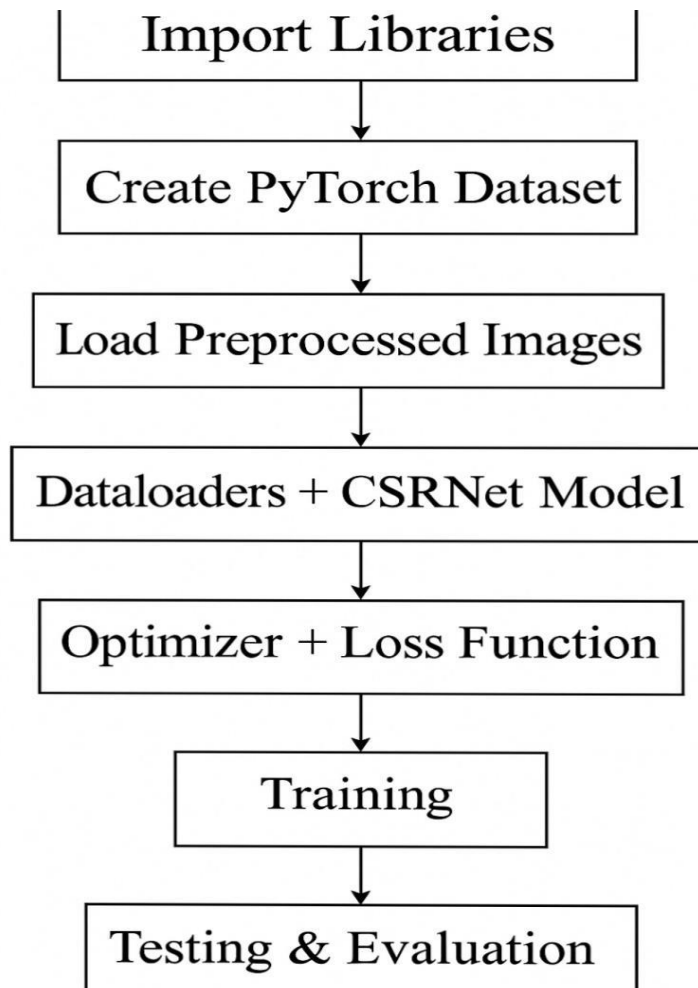 Import Libraries
Create PyTorch Dataset
Load Preprocessed Images
Dataloaders + CSRNet Model
Optimizer + Loss Function
Training
Testing & Evaluation